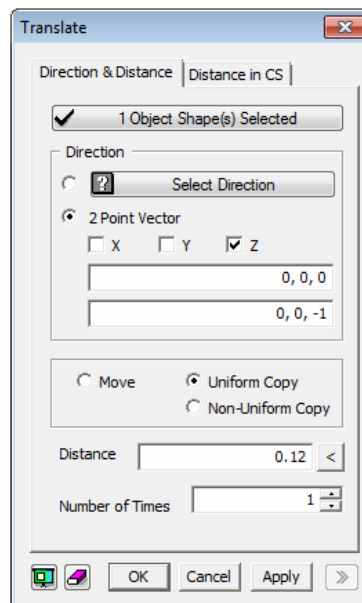 Translate
Direction & Distance Distance in CS
1 Object Shape(s) Selected
Direction
Select Direction
2 Point Vector
X Y Z
0, 0, 0
0, 0, -1
Move Uniform Copy
Non-Uniform Copy
Distance 0.12 <
Number of Times 1
OK Cancel Apply >>